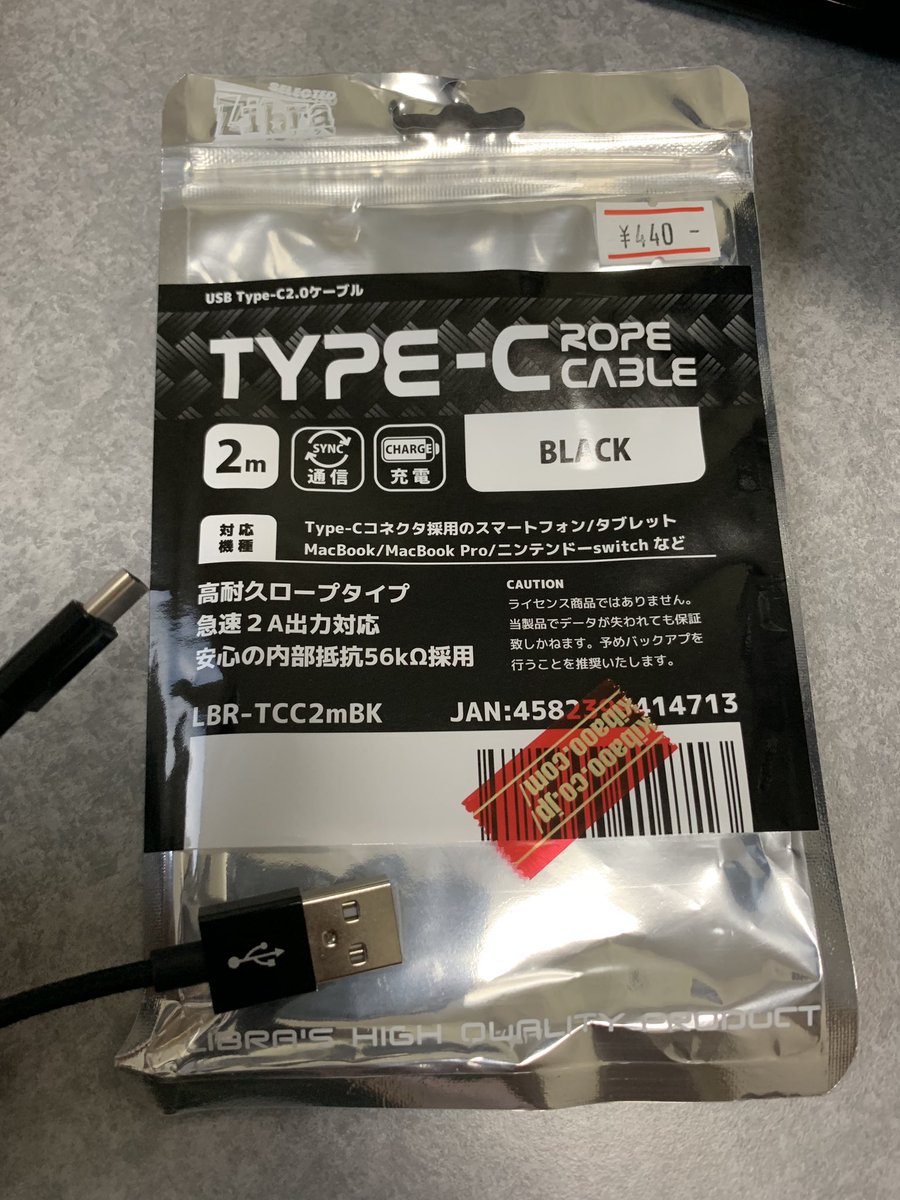 SELECTED
Libra
¥440-
USB Type-C2.0ケーブル
TYPE-C ROPE CABLE
2m
SYNC
通信
CHARGE
充電
BLACK
対応
機種
Type-Cコネクタ採用のスマートフォン/タブレット
MacBook/MacBook Pro/ニンテンドーswitch など
高耐久ロープタイプ
急速2A出力対応
安心の内部抵抗56kΩ採用
CAUTION
ライセンス商品ではありません。
当製品でデータが失われても保証
致しかねます。予めバックアプを
行うことを推奨いたします。
LBR-TCC2mBK
JAN:4582 414713
LIBRA'S HIGH QUALITY PRODUCT